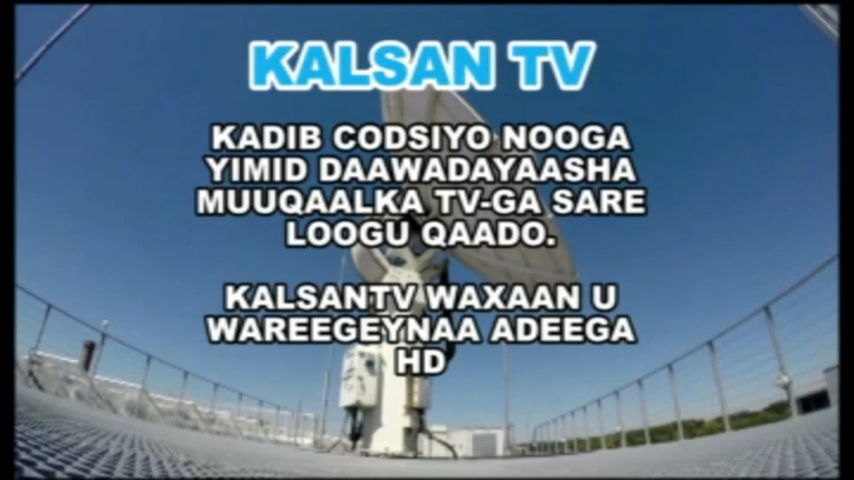 KALSAN TV
KADIB CODSIYO NOOGA
YIMID DAAWADAYAASHA
MUUQAALKA TV-GA SARE
LOOGU QAADO.
KALSANTV WAXAAN U
WAREEGEYNAA ADEEGA
HD